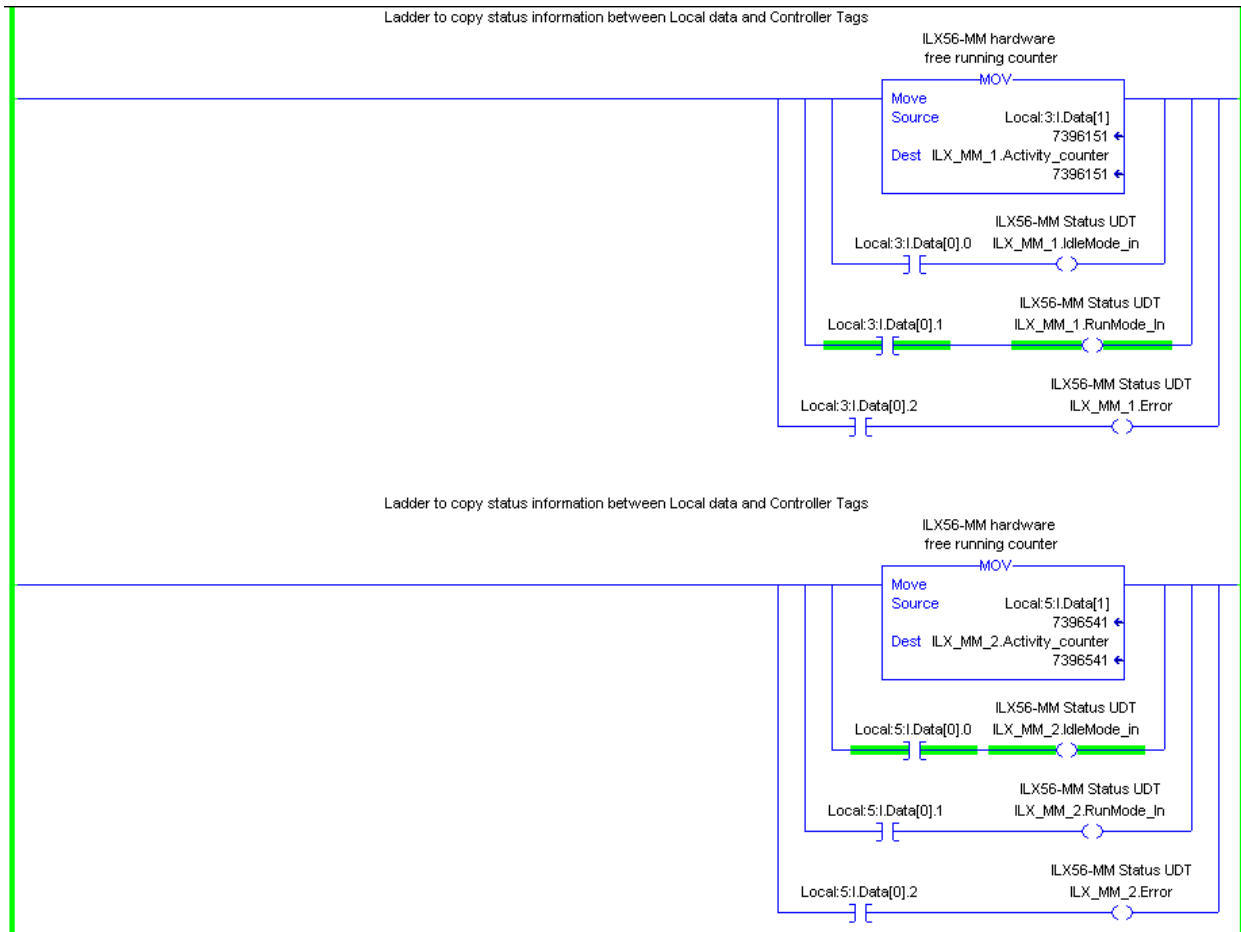 Ladder to copy status information between Local data and Controller Tags
ILX56-MM hardware
free running counter
MOV
Move
Source Local:3:I.Data[1]
7396151
Dest ILX_MM_1.Activity_counter
7396151
ILX56-MM Status UDT
Local:3:I.Data[0].0 ILX_MM_1.IdleMode_in
ILX56-MM Status UDT
Local:3:I.Data[0].1 ILX_MM_1.RunMode_In
ILX56-MM Status UDT
Local:3:I.Data[0].2 ILX_MM_1.Error
Ladder to copy status information between Local data and Controller Tags
ILX56-MM hardware
free running counter
MOV
Move
Source Local:5:I.Data[1]
7396541
Dest ILX_MM_2.Activity_counter
7396541
ILX56-MM Status UDT
Local:5:I.Data[0].0 ILX_MM_2.IdleMode_in
ILX56-MM Status UDT
Local:5:I.Data[0].1 ILX_MM_2.RunMode_In
ILX56-MM Status UDT
Local:5:I.Data[0].2 ILX_MM_2.Error